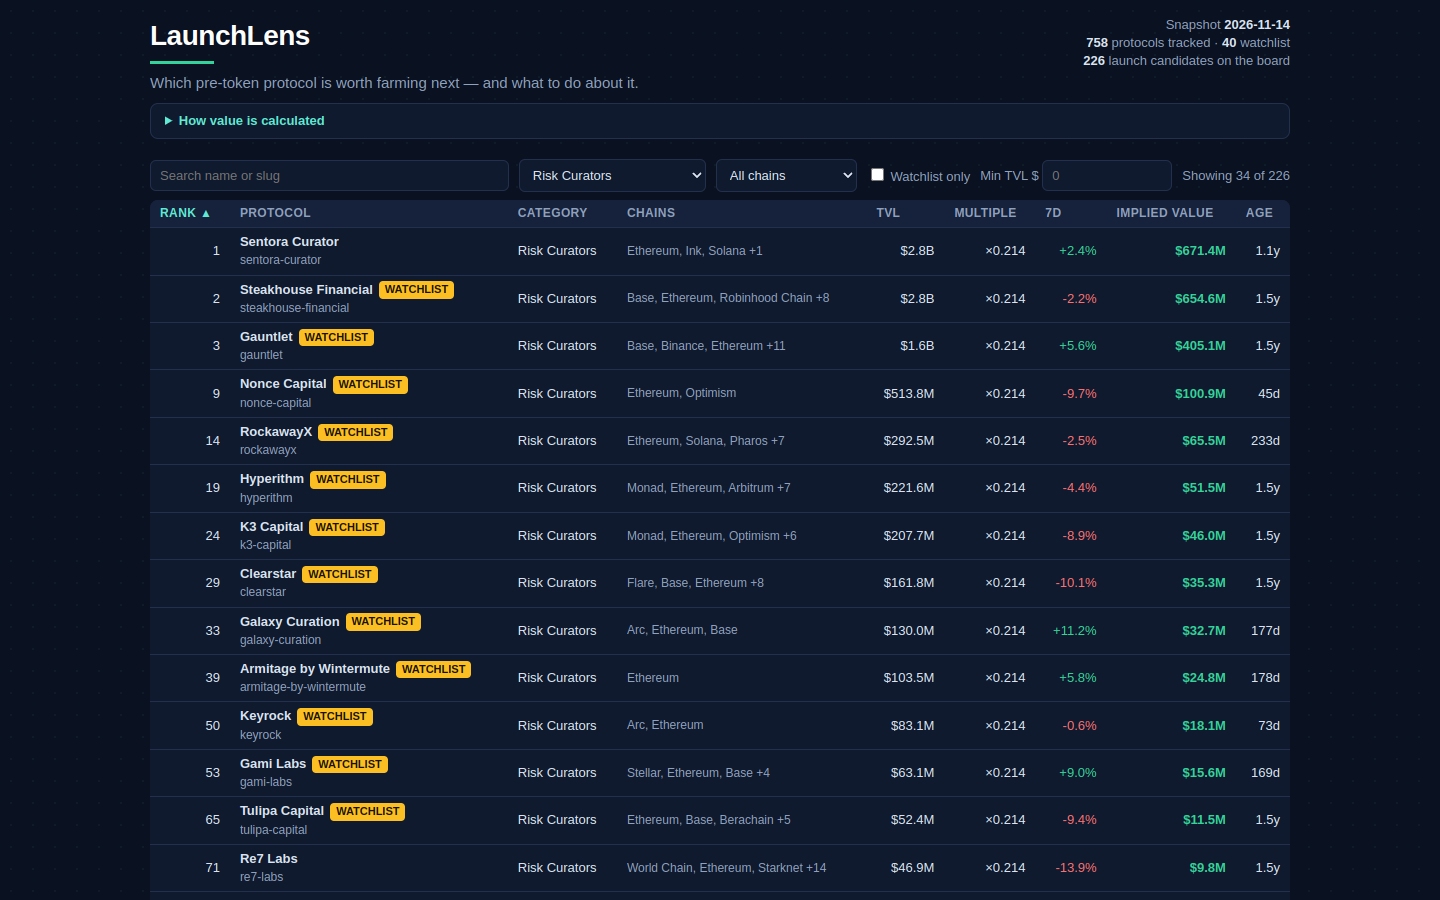 LaunchLens
Snapshot 2026-11-14
758 protocols tracked · 40 watchlist
226 launch candidates on the board
Which pre-token protocol is worth farming next — and what to do about it.
▶ How value is calculated
Search name or slug Risk Curators All chains Watchlist only Min TVL $ 0 Showing 34 of 226
RANK ▲ PROTOCOL CATEGORY CHAINS TVL MULTIPLE 7D IMPLIED VALUE AGE
1 Sentora Curator Risk Curators Ethereum, Ink, Solana +1 $2.8B ×0.214 +2.4% $671.4M 1.1y
sentora-curator
2 Steakhouse Financial WATCHLIST Risk Curators Base, Ethereum, Robinhood Chain +8 $2.8B ×0.214 -2.2% $654.6M 1.5y
steakhouse-financial
3 Gauntlet WATCHLIST Risk Curators Base, Binance, Ethereum +11 $1.6B ×0.214 +5.6% $405.1M 1.5y
gauntlet
9 Nonce Capital WATCHLIST Risk Curators Ethereum, Optimism $513.8M ×0.214 -9.7% $100.9M 45d
nonce-capital
14 RockawayX WATCHLIST Risk Curators Ethereum, Solana, Pharos +7 $292.5M ×0.214 -2.5% $65.5M 233d
rockawayx
19 Hyperithm WATCHLIST Risk Curators Monad, Ethereum, Arbitrum +7 $221.6M ×0.214 -4.4% $51.5M 1.5y
hyperithm
24 K3 Capital WATCHLIST Risk Curators Monad, Ethereum, Optimism +6 $207.7M ×0.214 -8.9% $46.0M 1.5y
k3-capital
29 Clearstar WATCHLIST Risk Curators Flare, Base, Ethereum +8 $161.8M ×0.214 -10.1% $35.3M 1.5y
clearstar
33 Galaxy Curation WATCHLIST Risk Curators Arc, Ethereum, Base $130.0M ×0.214 +11.2% $32.7M 177d
galaxy-curation
39 Armitage by Wintermute WATCHLIST Risk Curators Ethereum $103.5M ×0.214 +5.8% $24.8M 178d
armitage-by-wintermute
50 Keyrock WATCHLIST Risk Curators Arc, Ethereum $83.1M ×0.214 -0.6% $18.1M 73d
keyrock
53 Gami Labs WATCHLIST Risk Curators Stellar, Ethereum, Base +4 $63.1M ×0.214 +9.0% $15.6M 169d
gami-labs
65 Tulipa Capital WATCHLIST Risk Curators Ethereum, Base, Berachain +5 $52.4M ×0.214 -9.4% $11.5M 1.5y
tulipa-capital
71 Re7 Labs Risk Curators World Chain, Ethereum, Starknet +14 $46.9M ×0.214 -13.9% $9.8M 1.5y
re7-labs